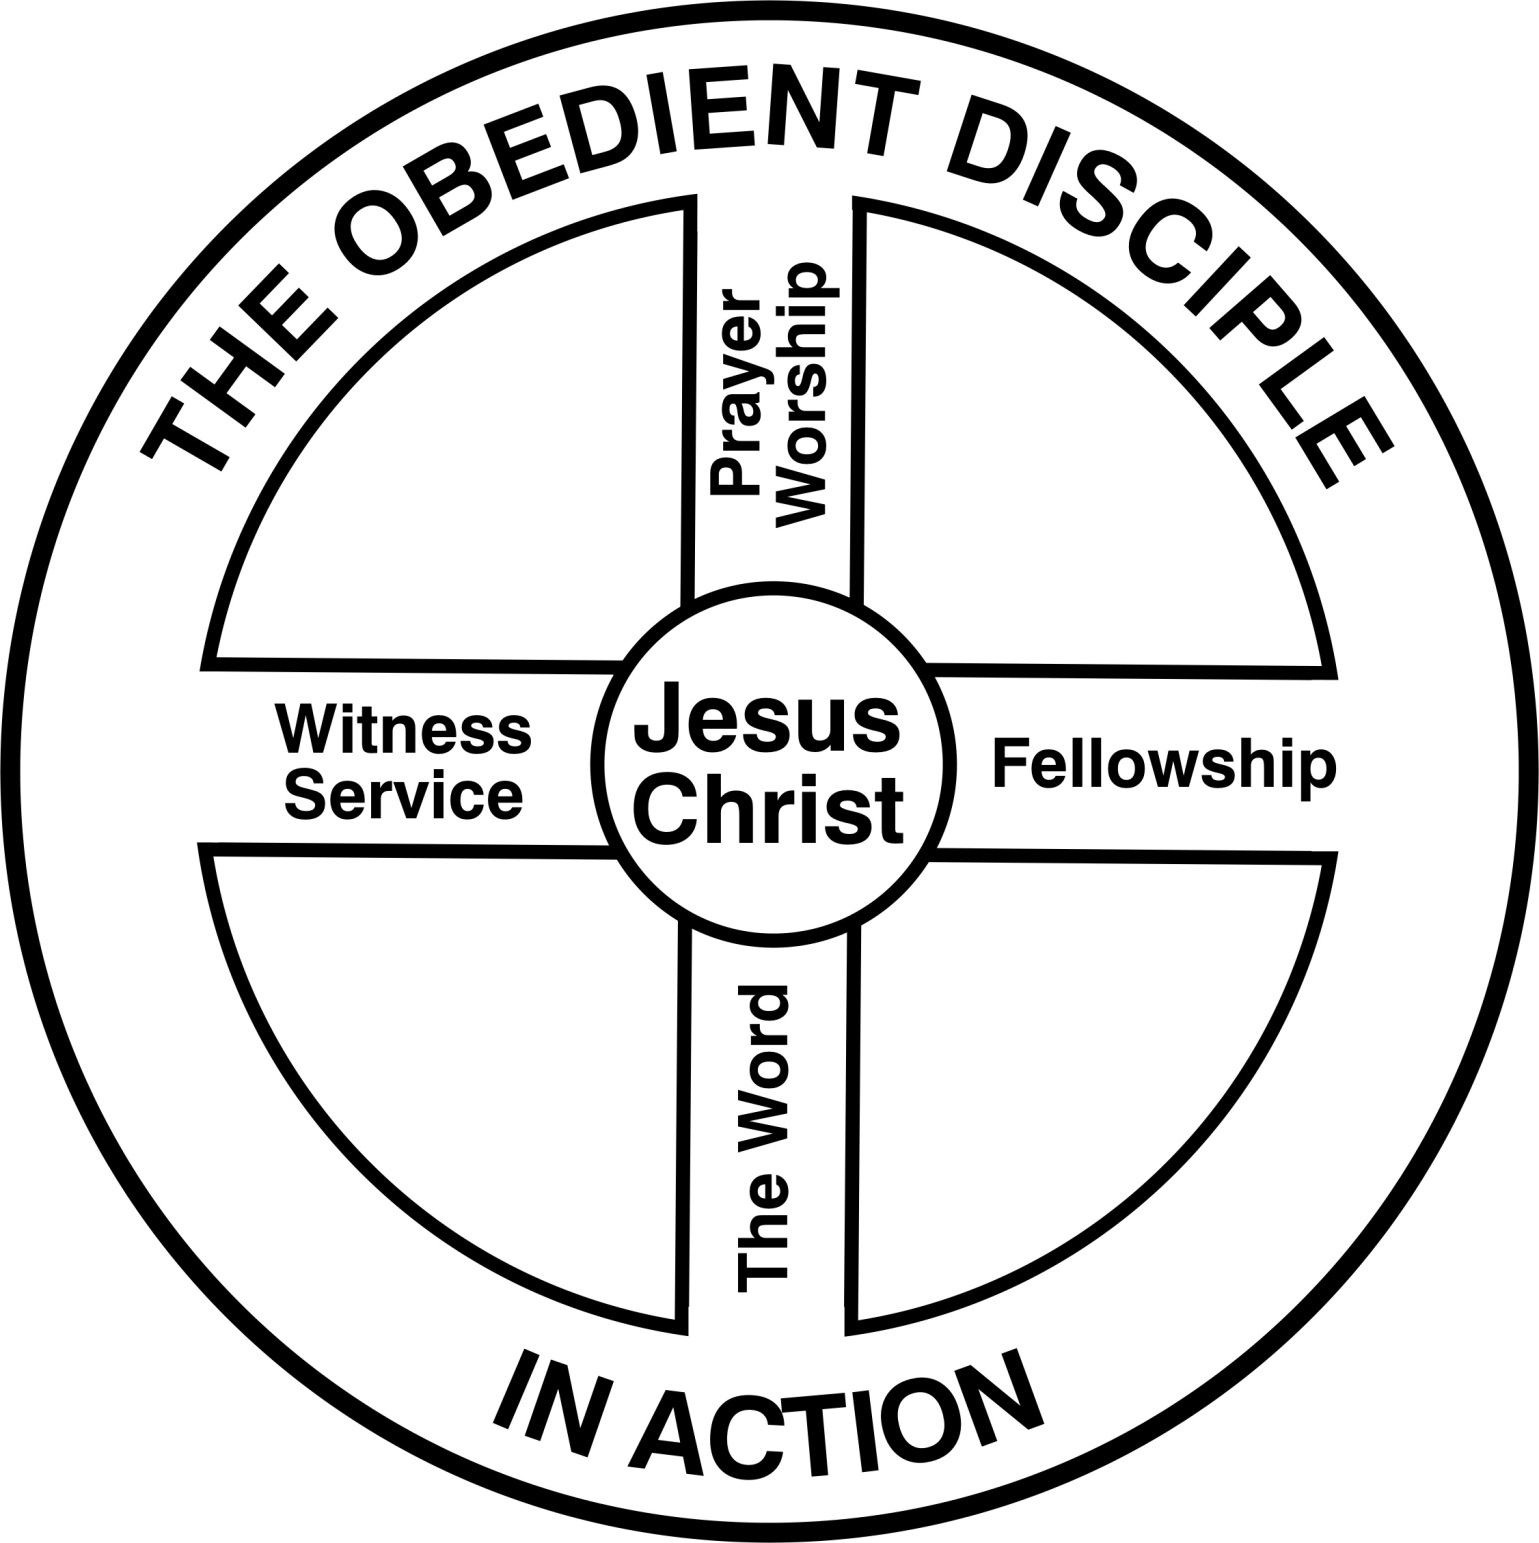 THE OBEDIENT DISCIPLE
Prayer
Worship
Witness
Service
Jesus
Christ
Fellowship
The Word
IN ACTION